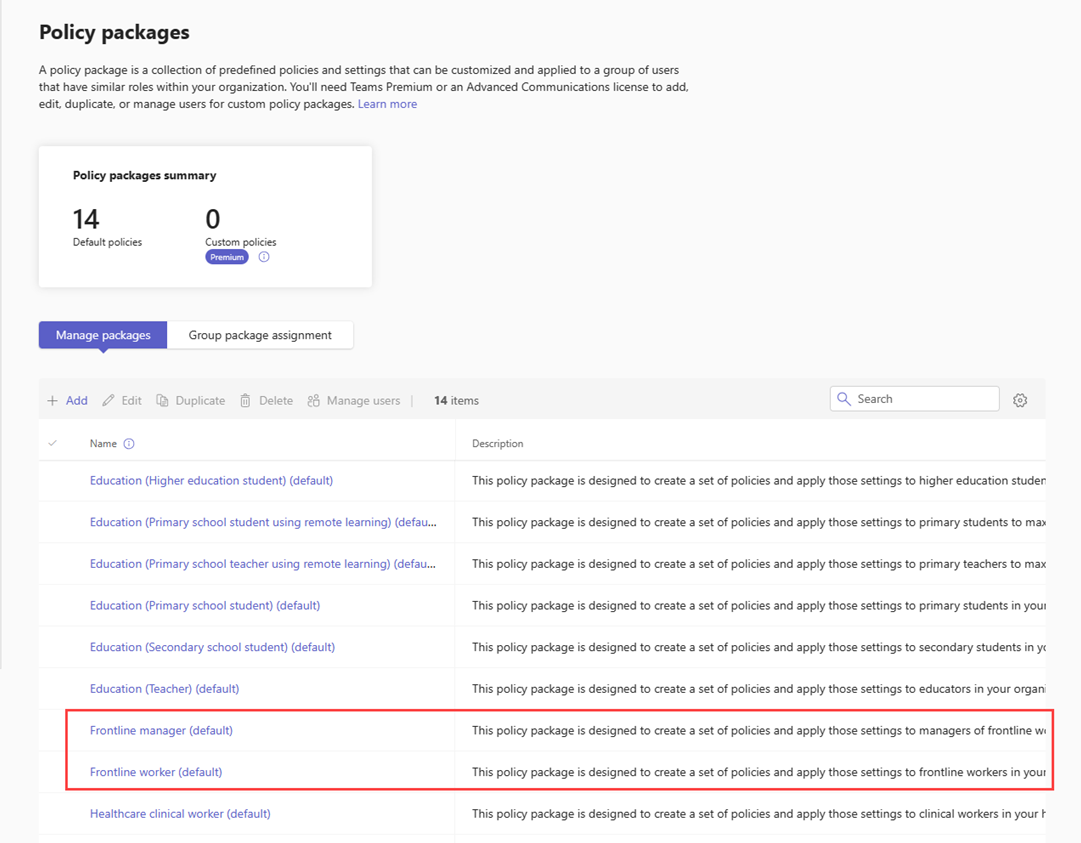 Policy packages
A policy package is a collection of predefined policies and settings that can be customized and applied to a group of users
that have similar roles within your organization. You'll need Teams Premium or an Advanced Communications license to add,
edit, duplicate, or manage users for custom policy packages. Learn more
Policy packages summary
14 0
Default policies Custom policies
Premium
Manage packages Group package assignment
Add Edit Duplicate Delete Manage users | 14 items Search
Name Description
Education (Higher education student) (default) This policy package is designed to create a set of policies and apply those settings to higher education studen
Education (Primary school student using remote learning) (defau... This policy package is designed to create a set of policies and apply those settings to primary students to max
Education (Primary school teacher using remote learning) (defau... This policy package is designed to create a set of policies and apply those settings to primary teachers to max
Education (Primary school student) (default) This policy package is designed to create a set of policies and apply those settings to primary students in your
Education (Secondary school student) (default) This policy package is designed to create a set of policies and apply those settings to secondary students in yo
Education (Teacher) (default) This policy package is designed to create a set of policies and apply those settings to educators in your organi
Frontline manager (default) This policy package is designed to create a set of policies and apply those settings to managers of frontline wo
Frontline worker (default) This policy package is designed to create a set of policies and apply those settings to frontline workers in your
Healthcare clinical worker (default) This policy package is designed to create a set of policies and apply those settings to clinical workers in your h